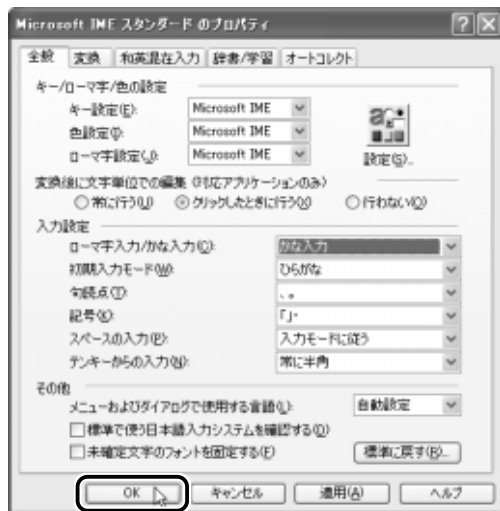 Microsoft IME スタンダード のプロパティ
全般 変換 和英混在入力 辞書/学習 オートコレクト
キー/ローマ字/色の設定
キー設定(E): Microsoft IME
色設定(I): Microsoft IME
ローマ字設定(J): Microsoft IME
設定(G)...
変換後に文字単位での編集 (対応アプリケーションのみ)
常に行う(U) クリックしたときに行う(V) 行わない(Q)
入力設定
ローマ字入力/かな入力(C): かな入力
初期入力モード(W): ひらがな
句読点(T): 、。
記号(K): 「」・
スペースの入力(P): 入力モードに従う
テンキーからの入力(N): 常に半角
その他
メニューおよびダイアログで使用する言語(L): 自動設定
標準で使う日本語入力システムを確認する(O)
未確定文字のフォントを固定する(F) 標準に戻す(B)...
OK キャンセル 適用(A) ヘルプ